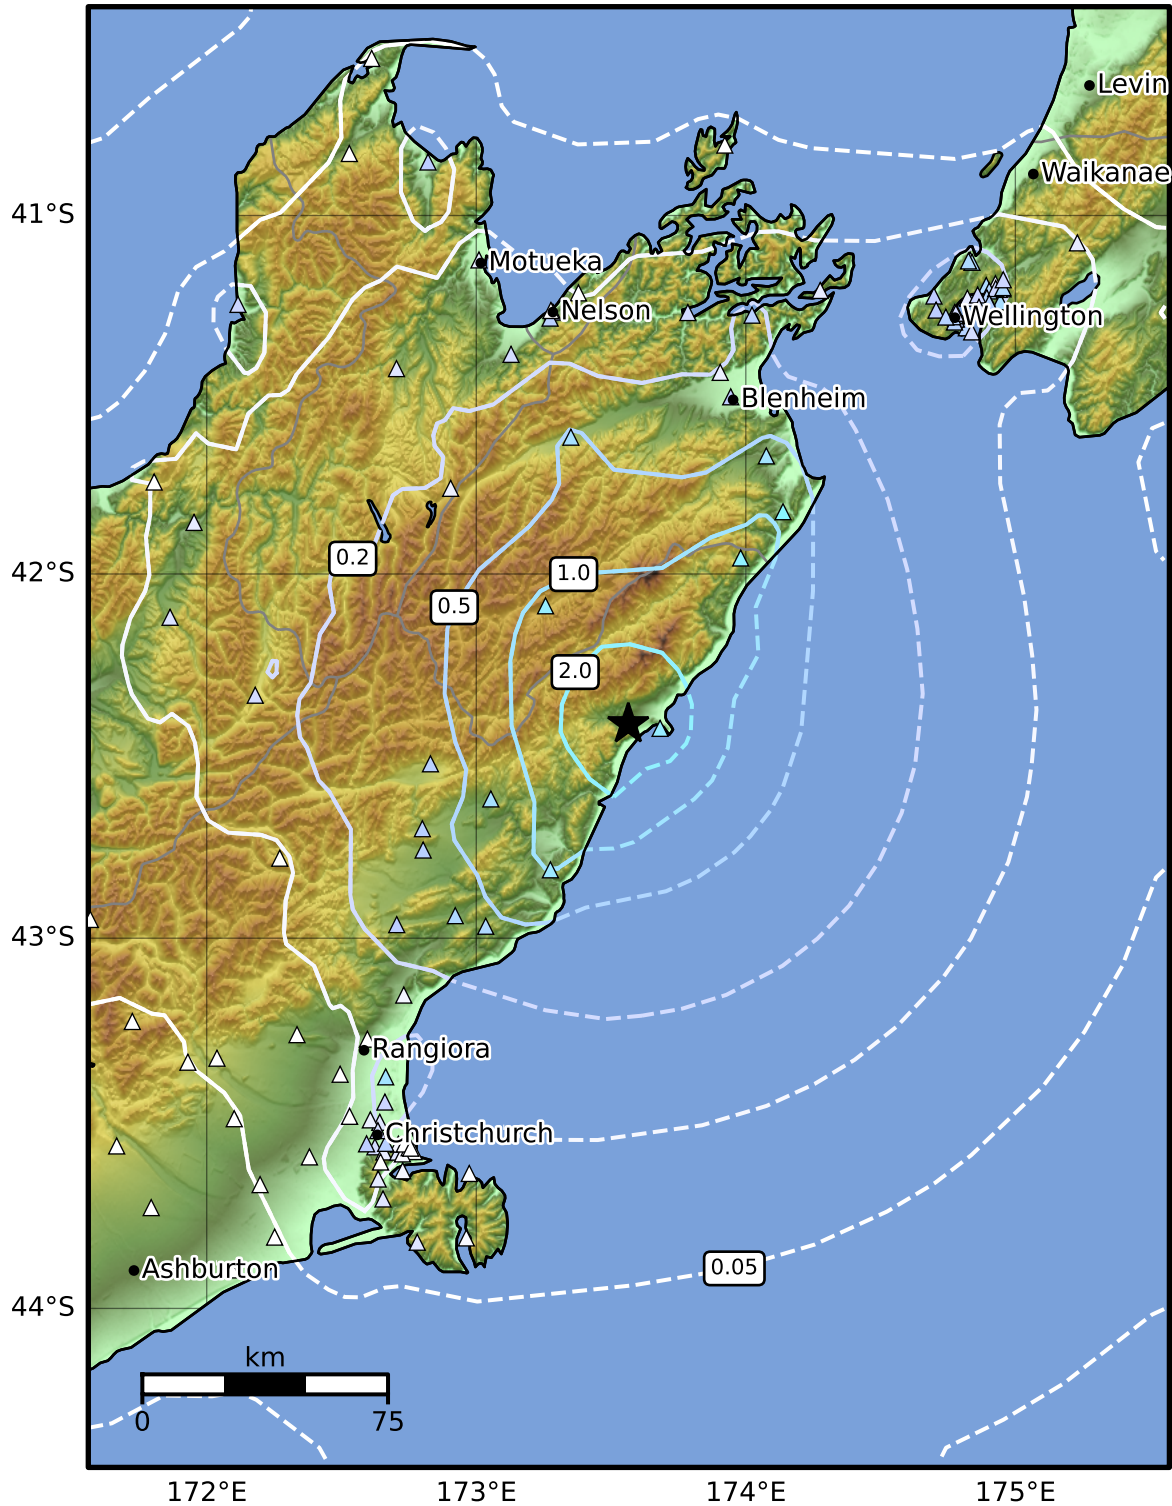 Levin
Waikanae
41°S
Motueka
Nelson
Wellington
Blenheim
0.2
1.0
42°S
0.5
2.0
43°S
Rangiora
Christchurch
0.05
Ashburton
44°S
km
0 75
172°E 173°E 174°E 175°E